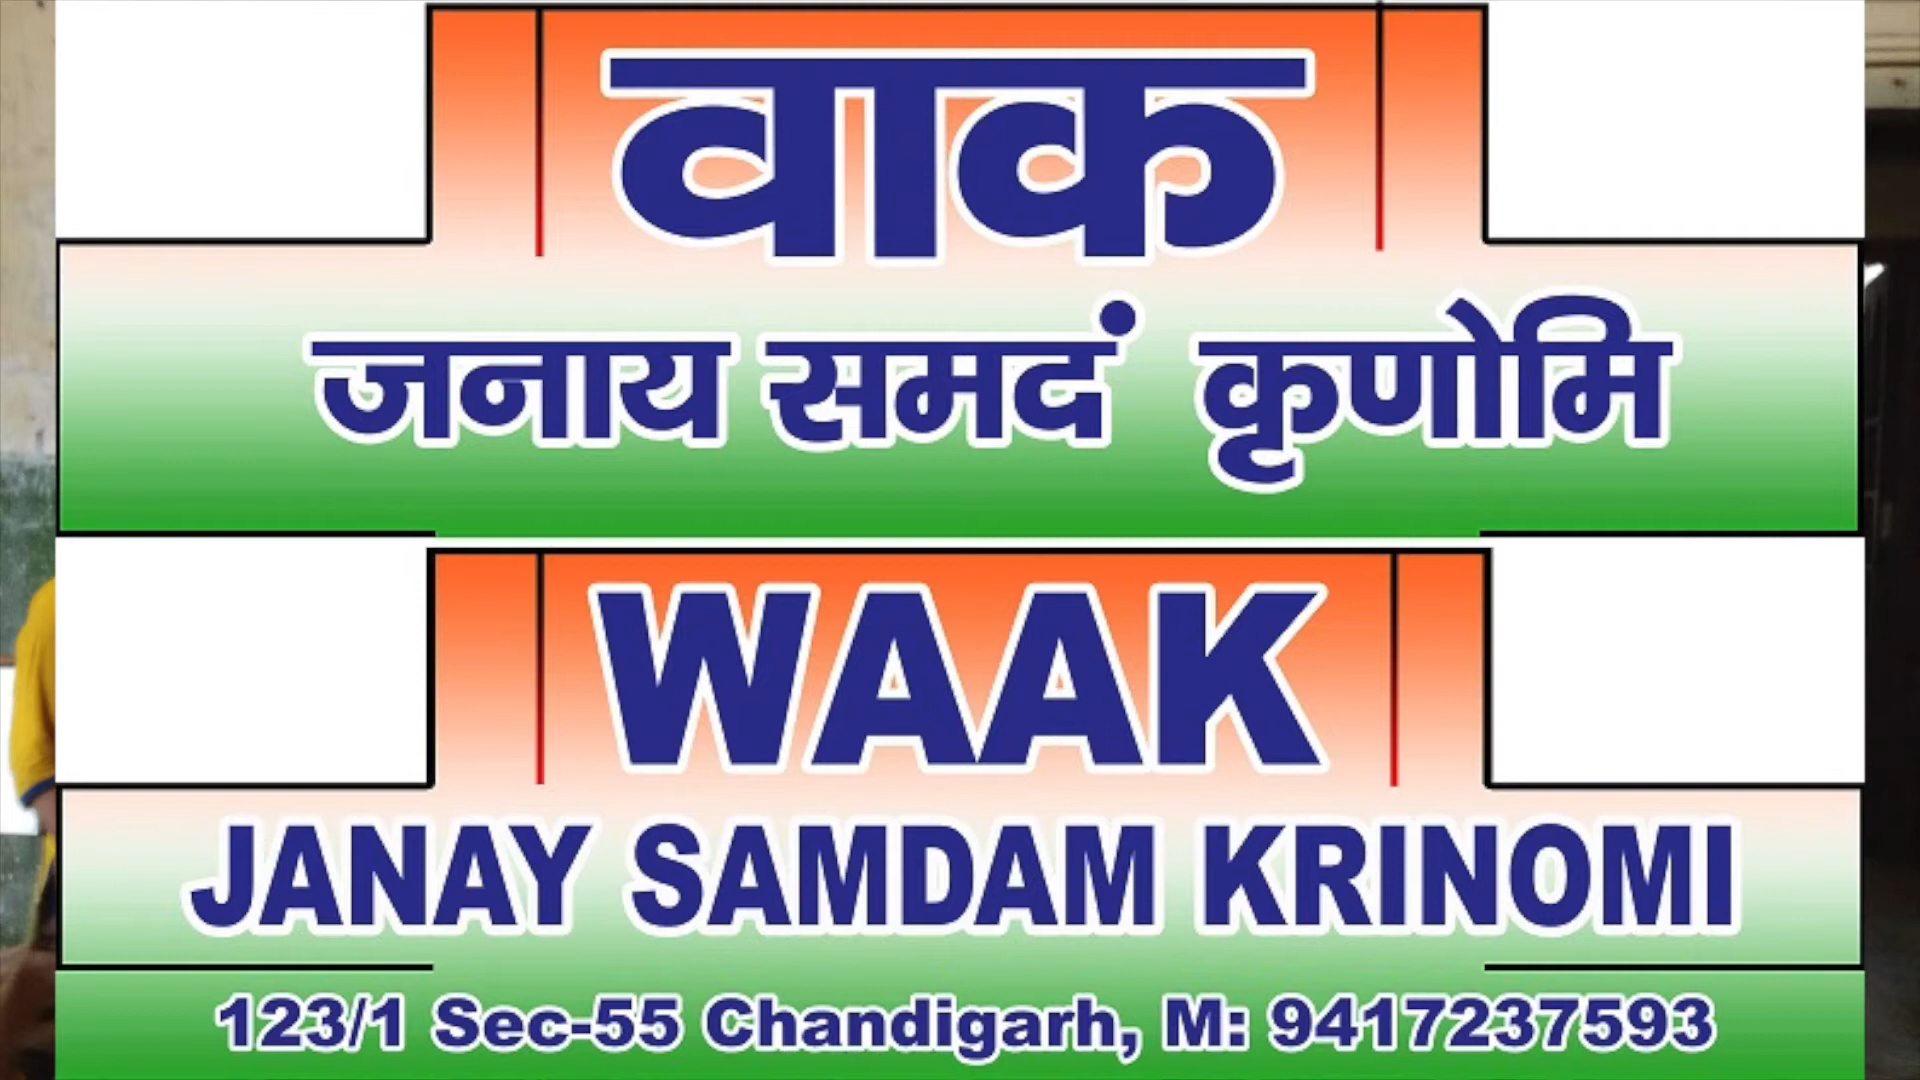 वाक
जनाय समदं कृणोमि
WAAK
JANAY SAMDAM KRINOMI
123/1 Sec-55 Chandigarh, M: 9417237593